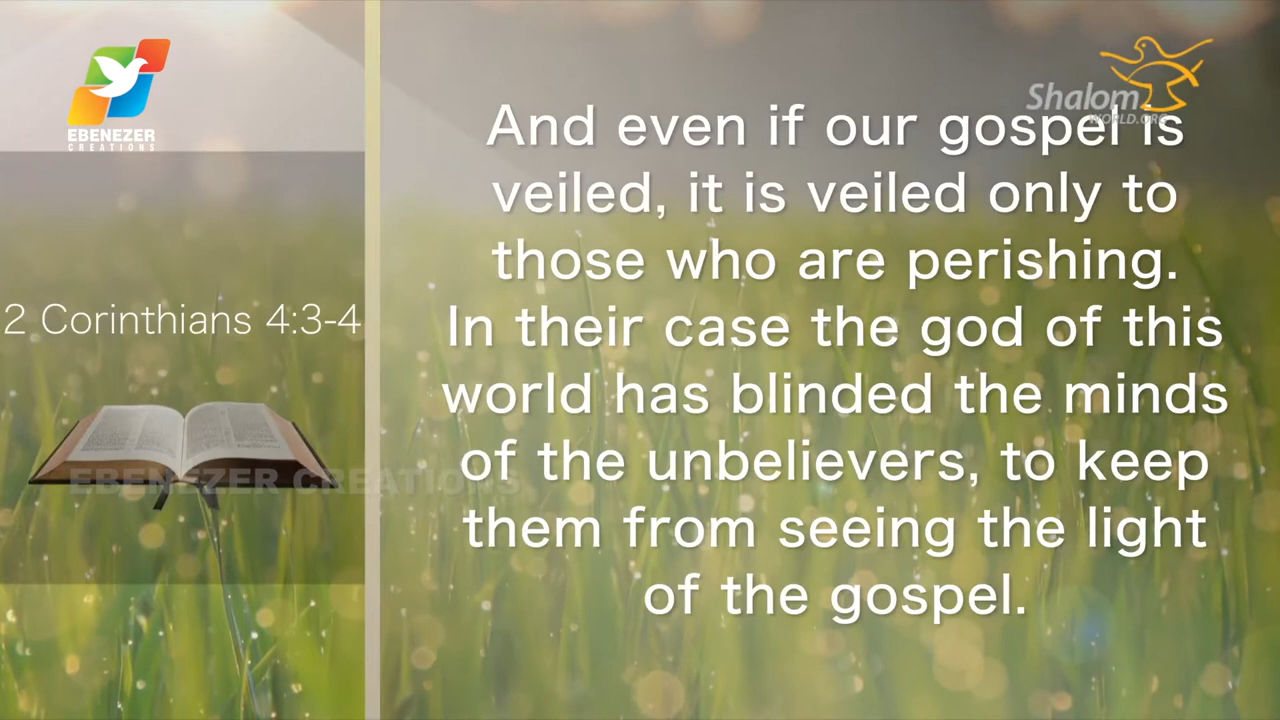 EBENEZER
CREATIONS
Shalom
WORLD.ORG
2 Corinthians 4:3-4
And even if our gospel is
veiled, it is veiled only to
those who are perishing.
In their case the god of this
world has blinded the minds
of the unbelievers, to keep
them from seeing the light
of the gospel.
EBENEZER CREATIONS